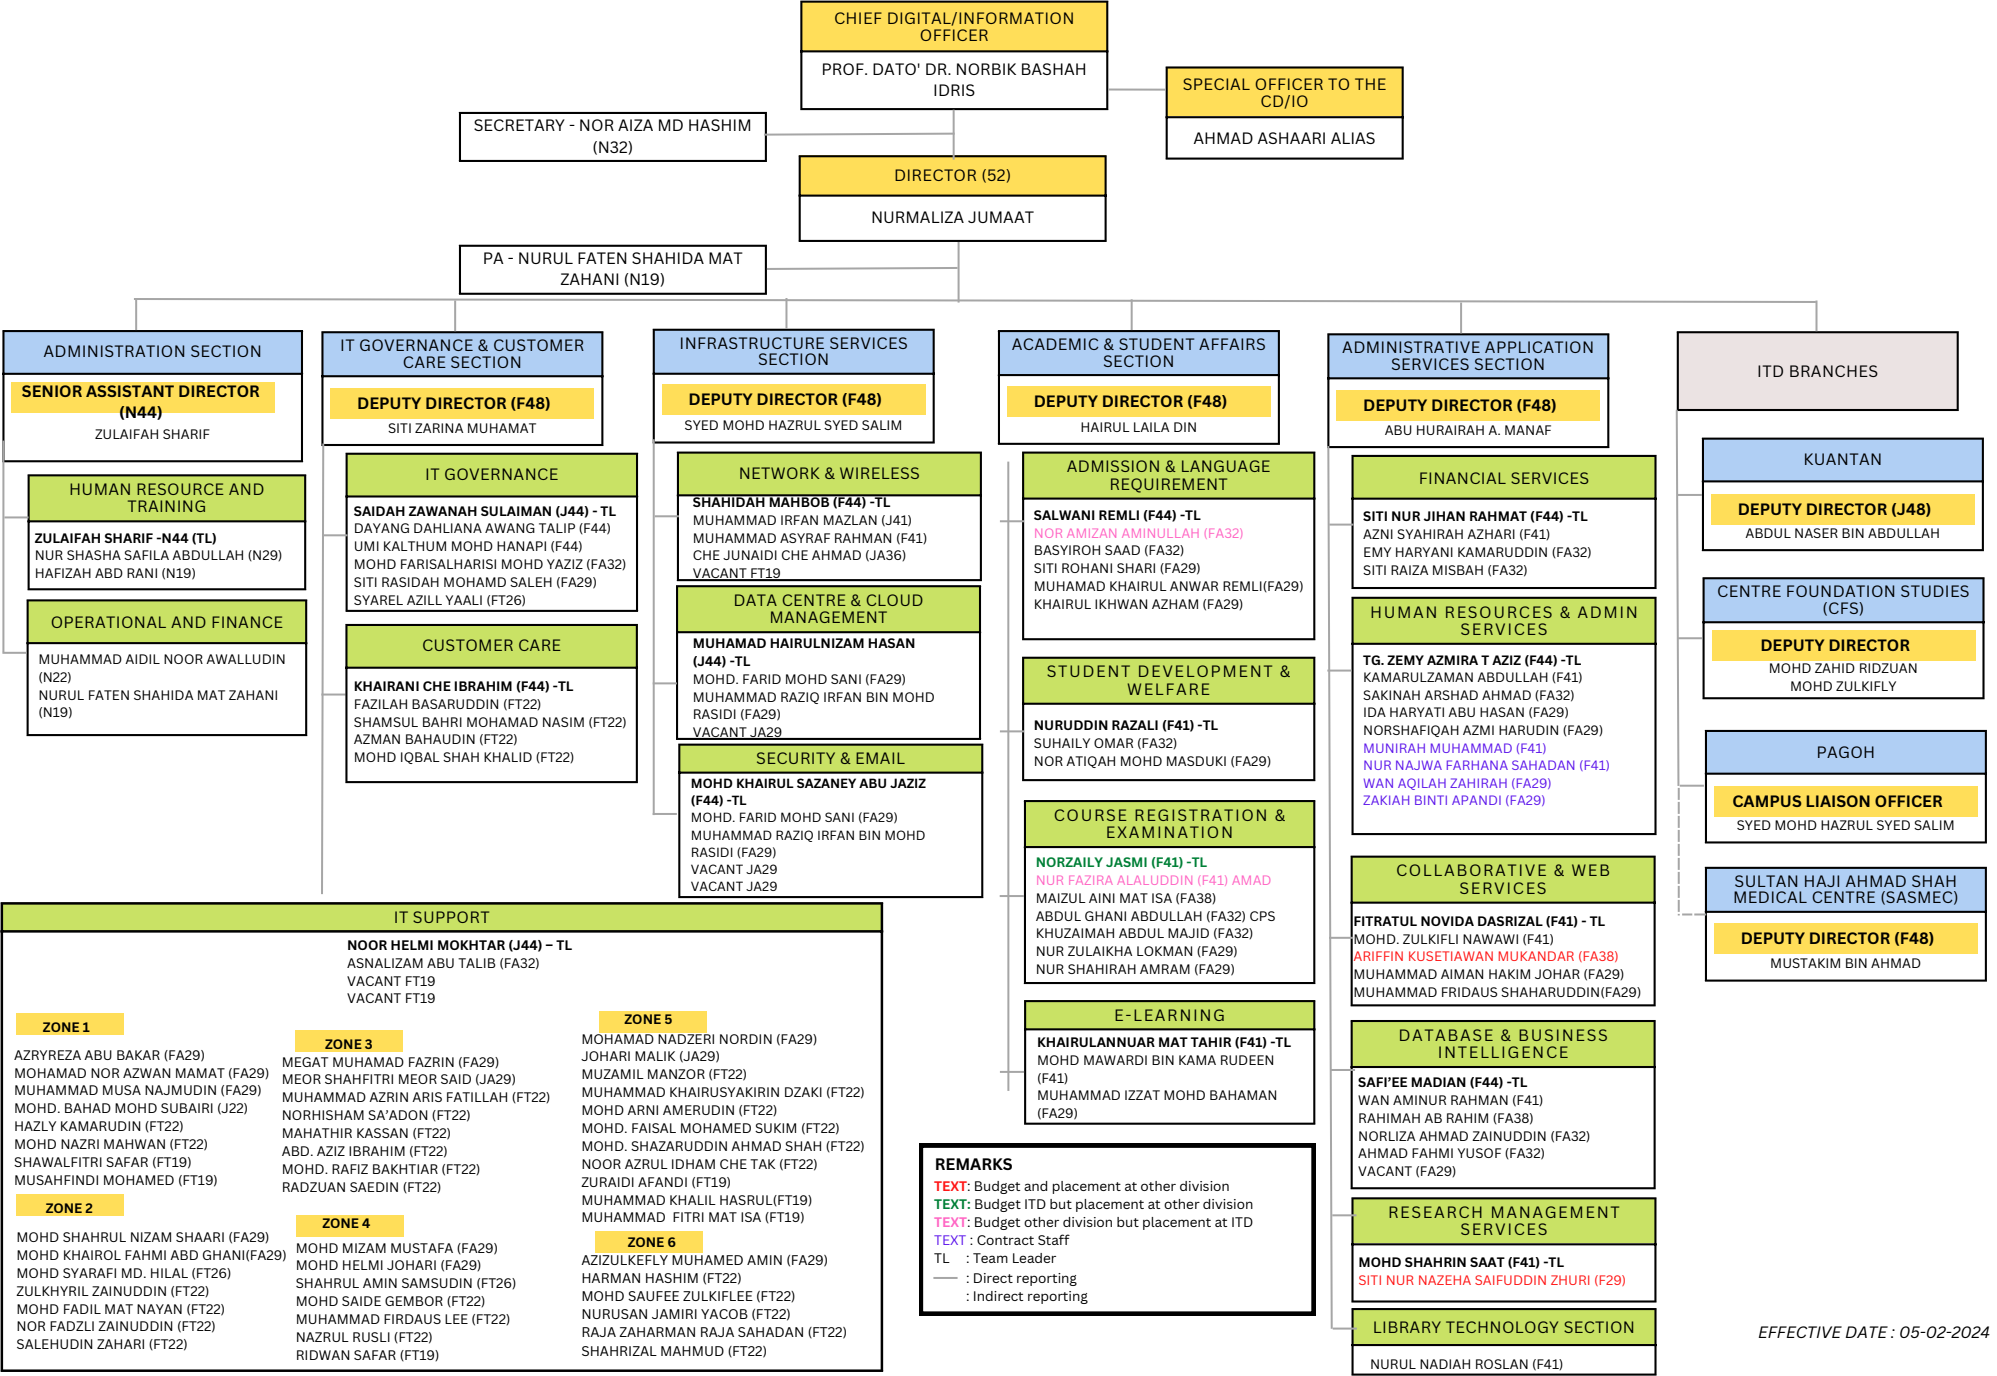 CHIEF DIGITAL/INFORMATION
OFFICER
PROF. DATO' DR. NORBIK BASHAH
IDRIS
SPECIAL OFFICER TO THE
CD/IO
AHMAD ASHAARI ALIAS
SECRETARY - NOR AIZA MD HASHIM
(N32)
DIRECTOR (52)
NURMALIZA JUMAAT
PA - NURUL FATEN SHAHIDA MAT
ZAHANI (N19)
ADMINISTRATION SECTION
SENIOR ASSISTANT DIRECTOR
(N44)
ZULAIFAH SHARIF
HUMAN RESOURCE AND
TRAINING
ZULAIFAH SHARIF -N44 (TL)
NUR SHASHA SAFILA ABDULLAH (N29)
HAFIZAH ABD RANI (N19)
OPERATIONAL AND FINANCE
MUHAMMAD AIDIL NOOR AWALLUDIN
(N22)
NURUL FATEN SHAHIDA MAT ZAHANI
(N19)
IT GOVERNANCE & CUSTOMER
CARE SECTION
DEPUTY DIRECTOR (F48)
SITI ZARINA MUHAMAT
IT GOVERNANCE
SAIDAH ZAWANAH SULAIMAN (J44) - TL
DAYANG DAHLIANA AWANG TALIP (F44)
UMI KALTHUM MOHD HANAPI (F44)
MOHD FARISALHARISI MOHD YAZIZ (FA32)
SITI RASIDAH MOHAMD SALEH (FA29)
SYAREL AZILL YAALI (FT26)
CUSTOMER CARE
KHAIRANI CHE IBRAHIM (F44) -TL
FAZILAH BASARUDDIN (FT22)
SHAMSUL BAHRI MOHAMAD NASIM (FT22)
AZMAN BAHAUDIN (FT22)
MOHD IQBAL SHAH KHALID (FT22)
INFRASTRUCTURE SERVICES
SECTION
DEPUTY DIRECTOR (F48)
SYED MOHD HAZRUL SYED SALIM
NETWORK & WIRELESS
SHAHIDAH MAHBOB (F44) -TL
MUHAMMAD IRFAN MAZLAN (J41)
MUHAMMAD ASYRAF RAHMAN (F41)
CHE JUNAIDI CHE AHMAD (JA36)
VACANT FT19
DATA CENTRE & CLOUD
MANAGEMENT
MUHAMAD HAIRULNIZAM HASAN
(J44) -TL
MOHD. FARID MOHD SANI (FA29)
MUHAMMAD RAZIQ IRFAN BIN MOHD
RASIDI (FA29)
VACANT JA29
SECURITY & EMAIL
MOHD KHAIRUL SAZANEY ABU JAZIZ
(F44) -TL
MOHD. FARID MOHD SANI (FA29)
MUHAMMAD RAZIQ IRFAN BIN MOHD
RASIDI (FA29)
VACANT JA29
VACANT JA29
ACADEMIC & STUDENT AFFAIRS
SECTION
DEPUTY DIRECTOR (F48)
HAIRUL LAILA DIN
ADMISSION & LANGUAGE
REQUIREMENT
SALWANI REMLI (F44) -TL
NOR AMIZAN AMINULLAH (FA32)
BASYIROH SAAD (FA32)
SITI ROHANI SHARI (FA29)
MUHAMAD KHAIRUL ANWAR REMLI(FA29)
KHAIRUL IKHWAN AZHAM (FA29)
STUDENT DEVELOPMENT &
WELFARE
NURUDDIN RAZALI (F41) -TL
SUHAILY OMAR (FA32)
NOR ATIQAH MOHD MASDUKI (FA29)
COURSE REGISTRATION &
EXAMINATION
NORZAILY JASMI (F41) -TL
NUR FAZIRA ALALUDDIN (F41) AMAD
MAIZUL AINI MAT ISA (FA38)
ABDUL GHANI ABDULLAH (FA32) CPS
KHUZAIMAH ABDUL MAJID (FA32)
NUR ZULAIKHA LOKMAN (FA29)
NUR SHAHIRAH AMRAM (FA29)
E-LEARNING
KHAIRULANNUAR MAT TAHIR (F41) -TL
MOHD MAWARDI BIN KAMA RUDEEN
(F41)
MUHAMMAD IZZAT MOHD BAHAMAN
(FA29)
ADMINISTRATIVE APPLICATION
SERVICES SECTION
DEPUTY DIRECTOR (F48)
ABU HURAIRAH A. MANAF
FINANCIAL SERVICES
SITI NUR JIHAN RAHMAT (F44) -TL
AZNI SYAHIRAH AZHARI (F41)
EMY HARYANI KAMARUDDIN (FA32)
SITI RAIZA MISBAH (FA32)
HUMAN RESOURCES & ADMIN
SERVICES
TG. ZEMY AZMIRA T AZIZ (F44) -TL
KAMARULZAMAN ABDULLAH (F41)
SAKINAH ARSHAD AHMAD (FA32)
IDA HARYATI ABU HASAN (FA29)
NORSHAFIQAH AZMI HARUDIN (FA29)
MUNIRAH MUHAMMAD (F41)
NUR NAJWA FARHANA SAHADAN (F41)
WAN AQILAH ZAHIRAH (FA29)
ZAKIAH BINTI APANDI (FA29)
COLLABORATIVE & WEB
SERVICES
FITRATUL NOVIDA DASRIZAL (F41) - TL
MOHD. ZULKIFLI NAWAWI (F41)
ARIFFIN KUSETIAWAN MUKANDAR (FA38)
MUHAMMAD AIMAN HAKIM JOHAR (FA29)
MUHAMMAD FRIDAUS SHAHARUDDIN(FA29)
DATABASE & BUSINESS
INTELLIGENCE
SAFI'EE MADIAN (F44) -TL
WAN AMINUR RAHMAN (F41)
RAHIMAH AB RAHIM (FA38)
NORLIZA AHMAD ZAINUDDIN (FA32)
AHMAD FAHMI YUSOF (FA32)
VACANT (FA29)
RESEARCH MANAGEMENT
SERVICES
MOHD SHAHRIN SAAT (F41) -TL
SITI NUR NAZEHA SAIFUDDIN ZHURI (F29)
LIBRARY TECHNOLOGY SECTION
NURUL NADIAH ROSLAN (F41)
ITD BRANCHES
KUANTAN
DEPUTY DIRECTOR (J48)
ABDUL NASER BIN ABDULLAH
CENTRE FOUNDATION STUDIES
(CFS)
DEPUTY DIRECTOR
MOHD ZAHID RIDZUAN
MOHD ZULKIFLY
PAGOH
CAMPUS LIAISON OFFICER
SYED MOHD HAZRUL SYED SALIM
SULTAN HAJI AHMAD SHAH
MEDICAL CENTRE (SASMEC)
DEPUTY DIRECTOR (F48)
MUSTAKIM BIN AHMAD
IT SUPPORT
NOOR HELMI MOKHTAR (J44) – TL
ASNALIZAM ABU TALIB (FA32)
VACANT FT19
VACANT FT19
ZONE 1
AZRYREZA ABU BAKAR (FA29)
MOHAMAD NOR AZWAN MAMAT (FA29)
MUHAMMAD MUSA NAJMUDIN (FA29)
MOHD. BAHAD MOHD SUBAIRI (J22)
HAZLY KAMARUDIN (FT22)
MOHD NAZRI MAHWAN (FT22)
SHAWALFITRI SAFAR (FT19)
MUSAHFINDI MOHAMED (FT19)
ZONE 2
MOHD SHAHRUL NIZAM SHAARI (FA29)
MOHD KHAIROL FAHMI ABD GHANI(FA29)
MOHD SYARAFI MD. HILAL (FT26)
ZULKHYRIL ZAINUDDIN (FT22)
MOHD FADIL MAT NAYAN (FT22)
NOR FADZLI ZAINUDDIN (FT22)
SALEHUDIN ZAHARI (FT22)
ZONE 3
MEGAT MUHAMAD FAZRIN (FA29)
MEOR SHAHFITRI MEOR SAID (JA29)
MUHAMMAD AZRIN ARIS FATILLAH (FT22)
NORHISHAM SA'ADON (FT22)
MAHATHIR KASSAN (FT22)
ABD. AZIZ IBRAHIM (FT22)
MOHD. RAFIZ BAKHTIAR (FT22)
RADZUAN SAEDIN (FT22)
ZONE 4
MOHD MIZAM MUSTAFA (FA29)
MOHD HELMI JOHARI (FA29)
SHAHRUL AMIN SAMSUDIN (FT26)
MOHD SAIDE GEMBOR (FT22)
MUHAMMAD FIRDAUS LEE (FT22)
NAZRUL RUSLI (FT22)
RIDWAN SAFAR (FT19)
ZONE 5
MOHAMAD NADZERI NORDIN (FA29)
JOHARI MALIK (JA29)
MUZAMIL MANZOR (FT22)
MUHAMMAD KHAIRUSYAKIRIN DZAKI (FT22)
MOHD ARNI AMERUDIN (FT22)
MOHD. FAISAL MOHAMED SUKIM (FT22)
MOHD. SHAZARUDDIN AHMAD SHAH (FT22)
NOOR AZRUL IDHAM CHE TAK (FT22)
ZURAIDI AFANDI (FT19)
MUHAMMAD KHALIL HASRUL(FT19)
MUHAMMAD FITRI MAT ISA (FT19)
ZONE 6
AZIZULKEFLY MUHAMED AMIN (FA29)
HARMAN HASHIM (FT22)
MOHD SAUFEE ZULKIFLEE (FT22)
NURUSAN JAMIRI YACOB (FT22)
RAJA ZAHARMAN RAJA SAHADAN (FT22)
SHAHRIZAL MAHMUD (FT22)
REMARKS
TEXT: Budget and placement at other division
TEXT: Budget ITD but placement at other division
TEXT: Budget other division but placement at ITD
TEXT : Contract Staff
TL : Team Leader
: Direct reporting
: Indirect reporting
EFFECTIVE DATE : 05-02-2024